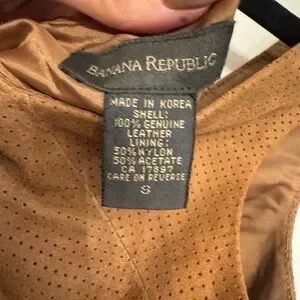 BANANA REPUBLIC
MADE IN KOREA
SHELL:
100% GENUINE
LEATHER
LINING:
50% NYLON
50% ACETATE
CA 17897
CARE ON REVERSE
S